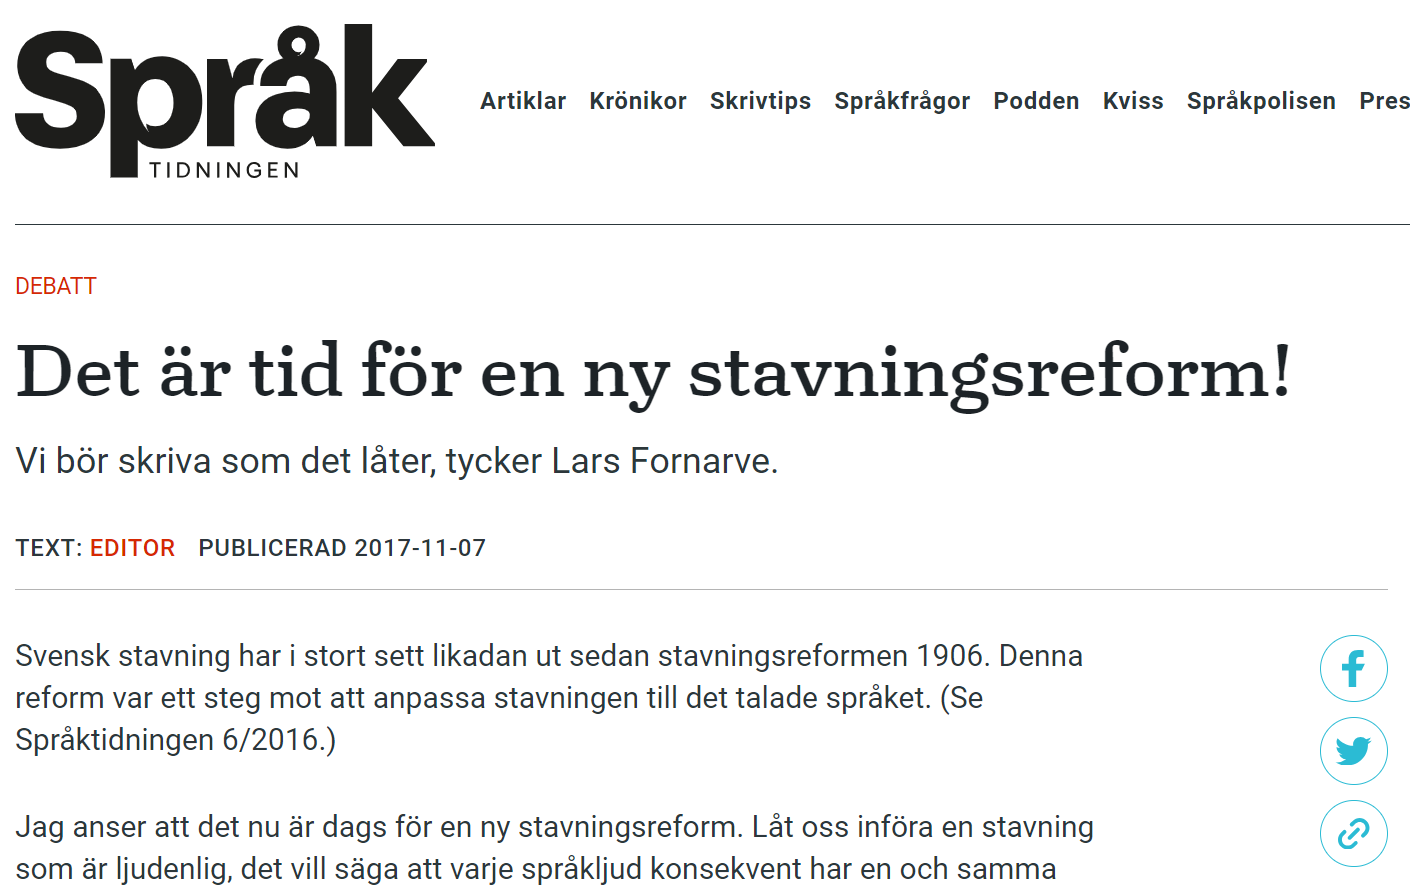 Språk
TIDNINGEN
Artiklar Krönikor Skrivtips Språkfrågor Podden Kviss Språkpolisen Pres
DEBATT
Det är tid för en ny stavningsreform!
Vi bör skriva som det låter, tycker Lars Fornarve.
TEXT: EDITOR PUBLICERAD 2017-11-07
Svensk stavning har i stort sett likadan ut sedan stavningsreformen 1906. Denna
reform var ett steg mot att anpassa stavningen till det talade språket. (Se
Språktidningen 6/2016.)
Jag anser att det nu är dags för en ny stavningsreform. Låt oss införa en stavning
som är ljudenlig, det vill säga att varje språkljud konsekvent har en och samma